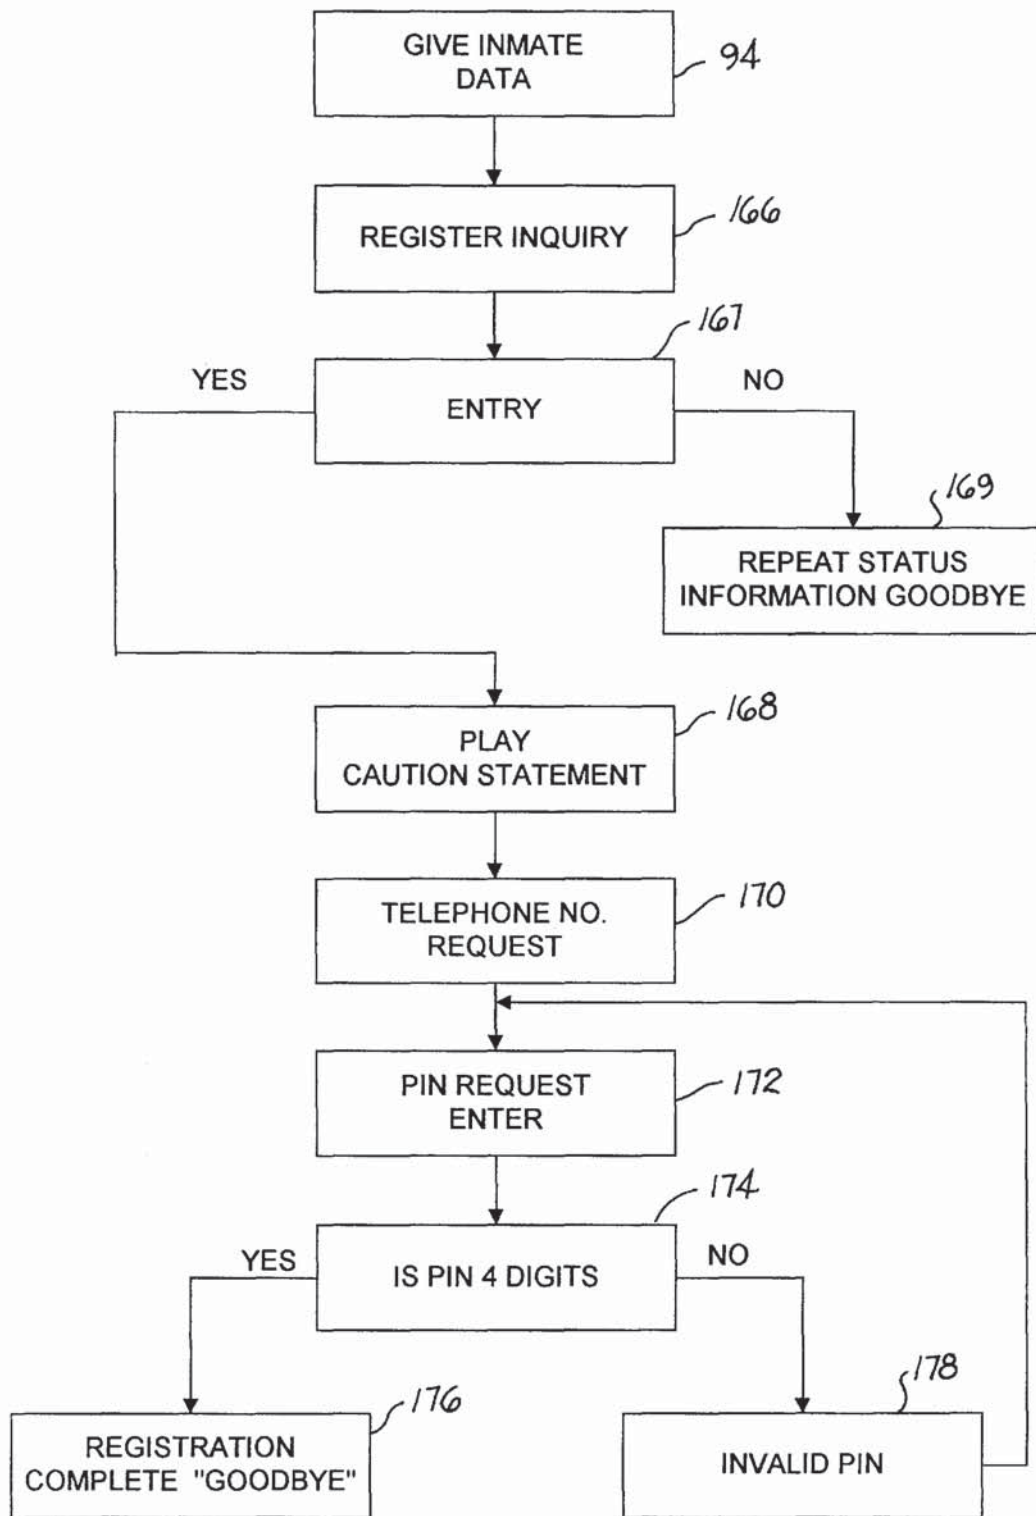 GIVE INMATE
DATA
94
REGISTER INQUIRY
166
167
YES
ENTRY
NO
169
REPEAT STATUS
INFORMATION GOODBYE
168
PLAY
CAUTION STATEMENT
170
TELEPHONE NO.
REQUEST
PIN REQUEST
ENTER
172
174
YES
IS PIN 4 DIGITS
NO
176
REGISTRATION
COMPLETE "GOODBYE"
178
INVALID PIN